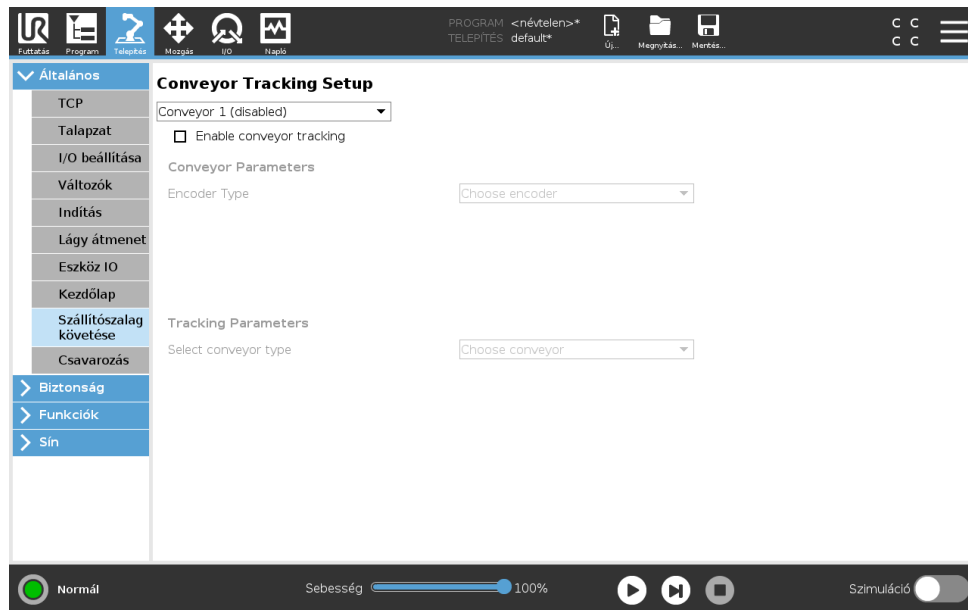 PROGRAM <névtelen>*
TELEPÍTÉS default*
C C
C C
Futtatás Program Telepítés Mozgás I/O Napló Új... Megnyitás... Mentés...
Általános
TCP
Talapzat
I/O beállítása
Változók
Indítás
Lágy átmenet
Eszköz IO
Kezdőlap
Szállítószalag
követése
Csavarozás
Biztonság
Funkciók
Sín
Conveyor Tracking Setup
Conveyor 1 (disabled)
Enable conveyor tracking
Conveyor Parameters
Encoder Type Choose encoder
Tracking Parameters
Select conveyor type Choose conveyor
Normál Sebesség 100% Szimuláció